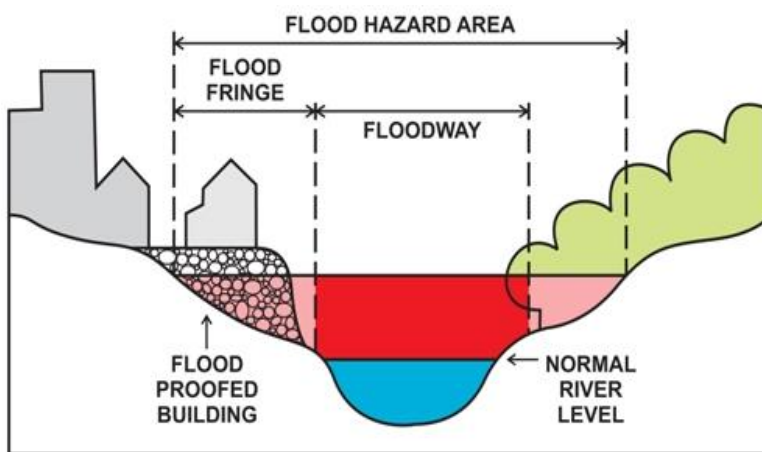 FLOOD HAZARD AREA
FLOOD
FRINGE
FLOODWAY
FLOOD
PROOFED
BUILDING
NORMAL
RIVER
LEVEL